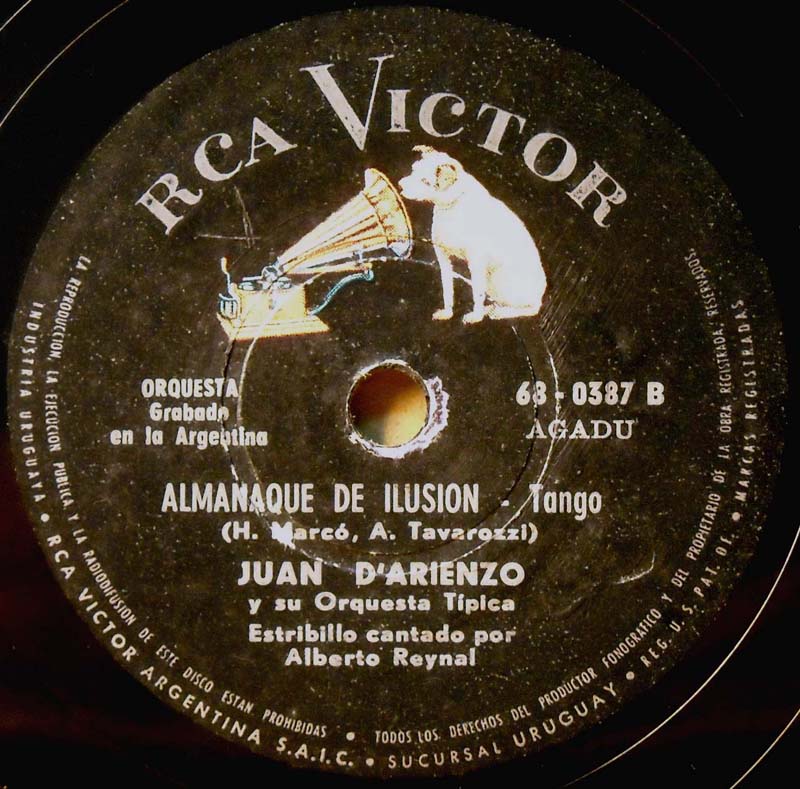 RCA VICTOR
ORQUESTA
Grabado
en la Argentina
68-0387 B
AGADU
ALMANAQUE DE ILUSION - Tango
(H. Marcó, A. Tavarozzi)
JUAN D'ARIENZO
y su Orquesta Típica
Estribillo cantado por
Alberto Reynal
LA REPRODUCCION LA EJECUCION PUBLICA Y LA RADIODIFUSION DE ESTE DISCO ESTAN PROHIBIDAS • TODOS LOS DERECHOS DEL PRODUCTOR FONOGRAFICO Y DEL PROPIETARIO DE LA OBRA REGISTRADA, RESERVADOS.
INDUSTRIA URUGUAYA • RCA VICTOR ARGENTINA S.A.I.C. • SUCURSAL URUGUAY • REG. U.S. PAT. OF. • MARCAS REGISTRADAS